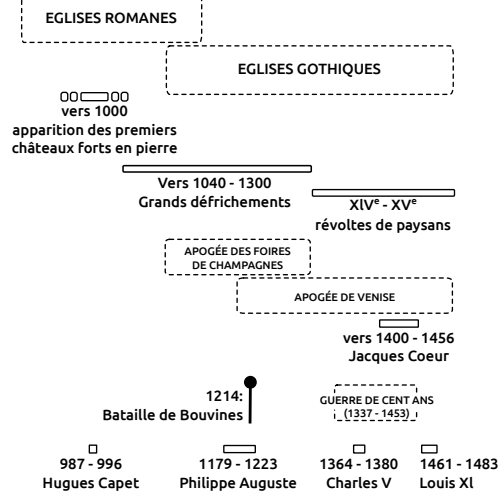 EGLISES ROMANES
EGLISES GOTHIQUES
vers 1000
apparition des premiers
châteaux forts en pierre
Vers 1040 - 1300
Grands défrichements
XlVᵉ - XVᵉ
révoltes de paysans
APOGÉE DES FOIRES
DE CHAMPAGNES
APOGÉE DE VENISE
vers 1400 - 1456
Jacques Coeur
1214:
Bataille de Bouvines
GUERRE DE CENT ANS
(1337 - 1453)
987 - 996
Hugues Capet
1179 - 1223
Philippe Auguste
1364 - 1380
Charles V
1461 - 1483
Louis Xl